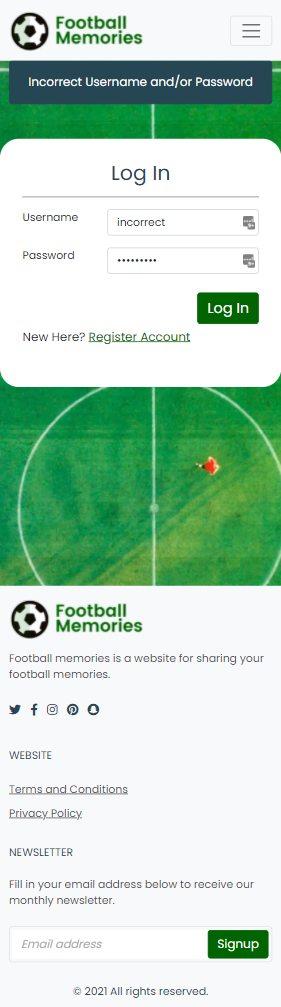 Football
Memories
Incorrect Username and/or Password
Log In
Username
incorrect
Password
•••••••••
Log In
New Here? Register Account
Football
Memories
Football memories is a website for sharing your
football memories.
WEBSITE
Terms and Conditions
Privacy Policy
NEWSLETTER
Fill in your email address below to receive our
monthly newsletter.
Email address
Signup
© 2021 All rights reserved.